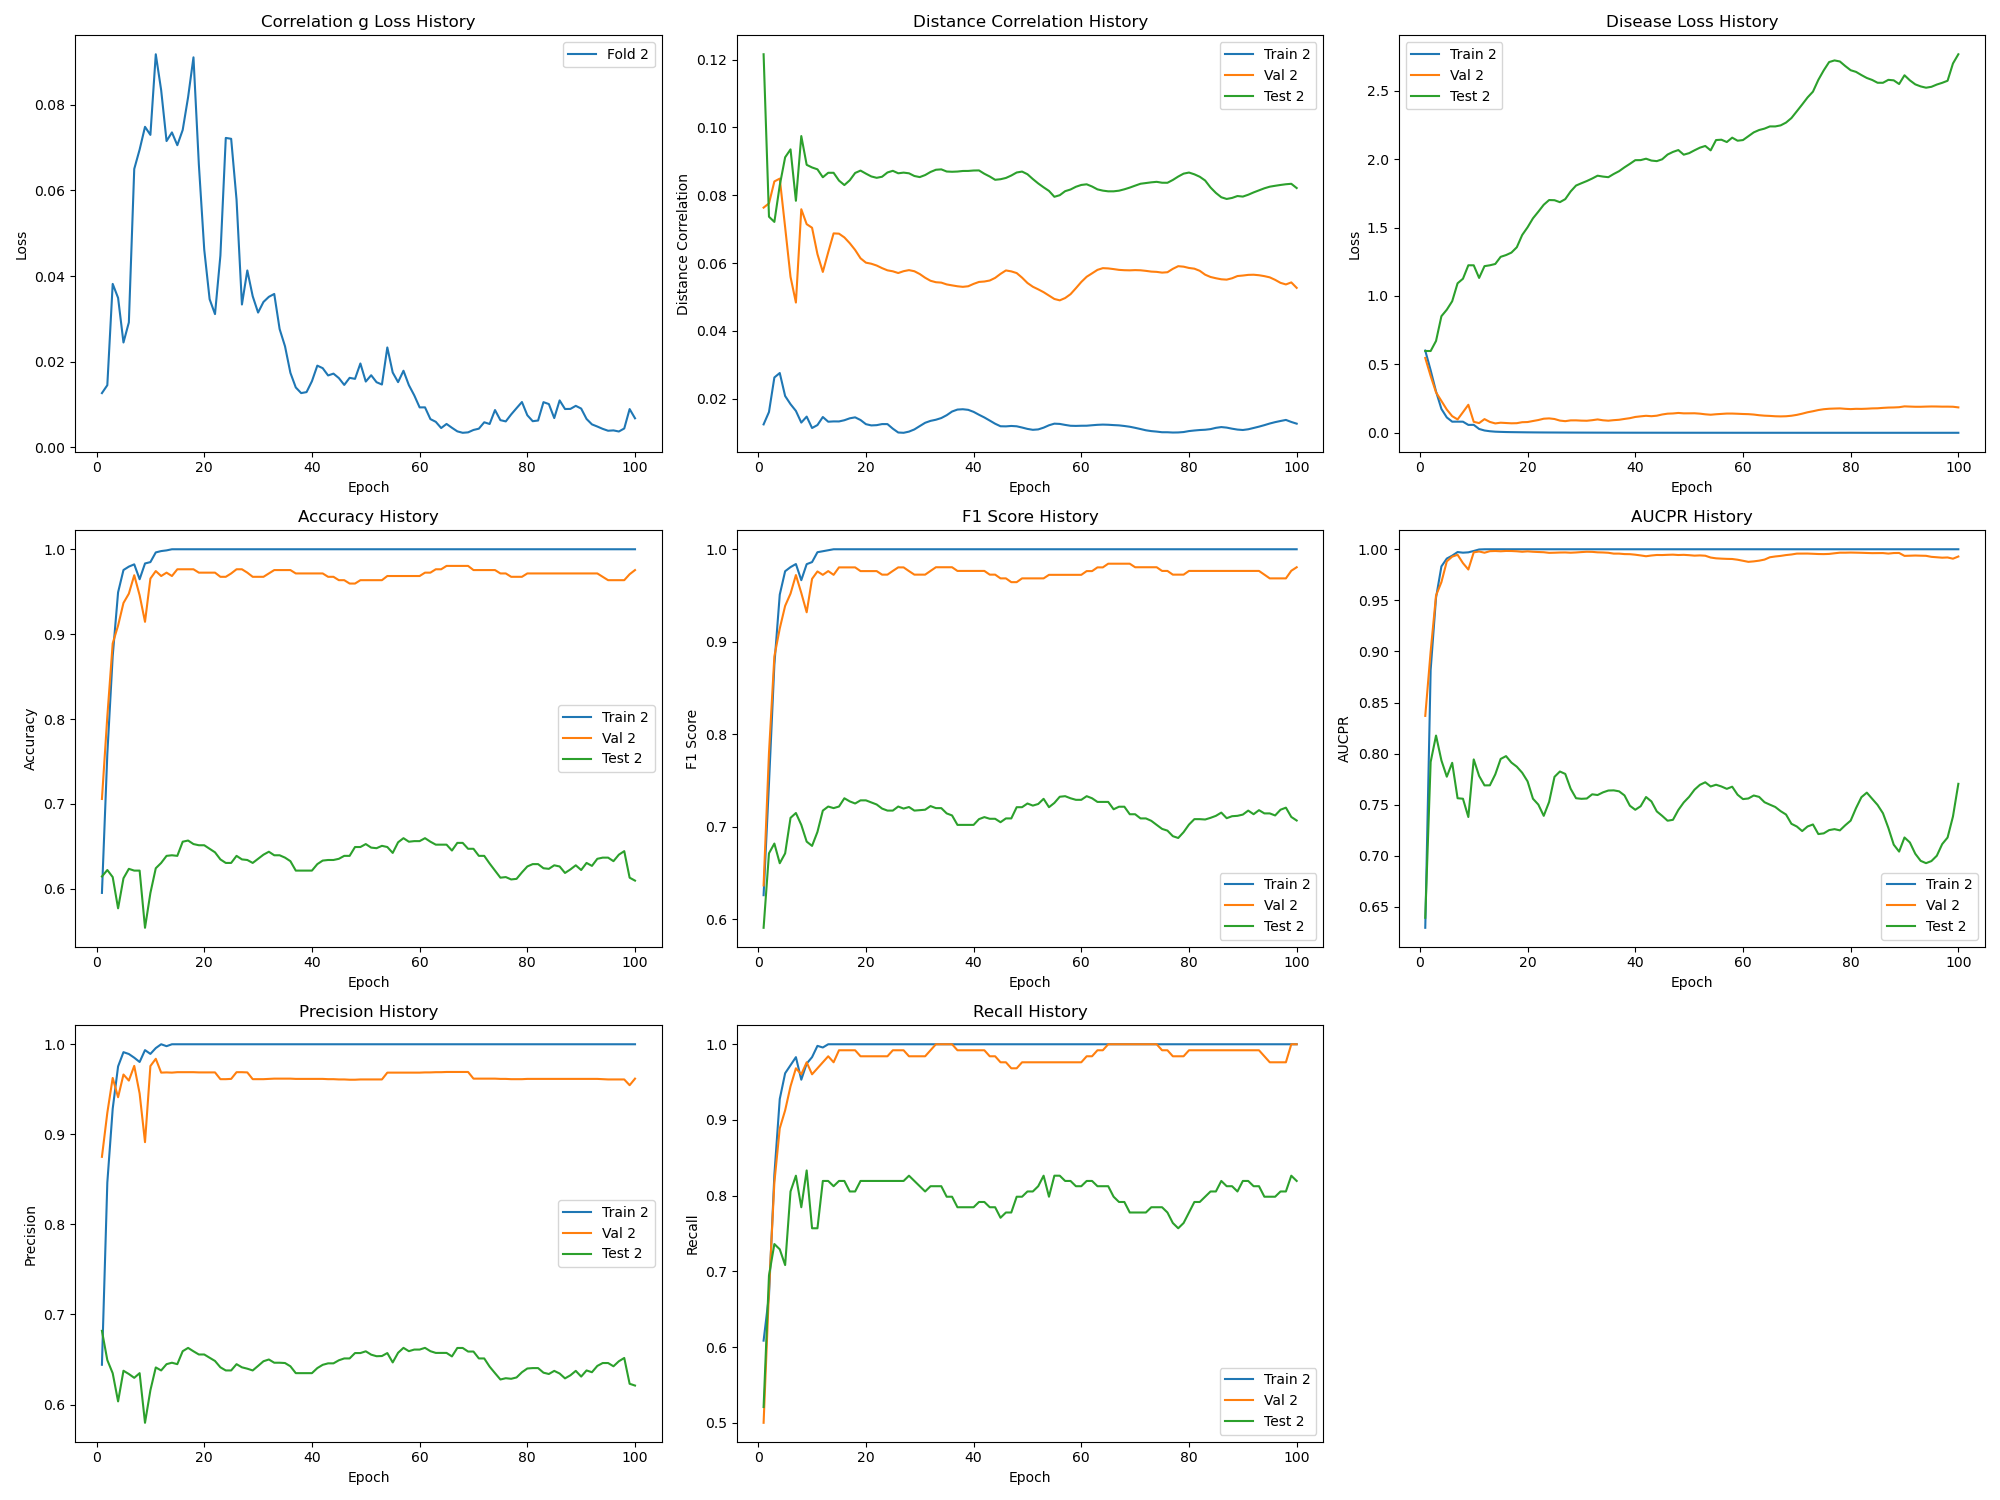 Correlation g Loss History
Loss
0.08
0.06
0.04
0.02
0.00
0 20 40 60 80 100
Epoch
Fold 2
Distance Correlation History
Distance Correlation
0.12
0.10
0.08
0.06
0.04
0.02
0 20 40 60 80 100
Epoch
Train 2
Val 2
Test 2
Disease Loss History
Loss
2.5
2.0
1.5
1.0
0.5
0.0
0 20 40 60 80 100
Epoch
Train 2
Val 2
Test 2
Accuracy History
Accuracy
1.0
0.9
0.8
0.7
0.6
0 20 40 60 80 100
Epoch
Train 2
Val 2
Test 2
F1 Score History
F1 Score
1.0
0.9
0.8
0.7
0.6
0 20 40 60 80 100
Epoch
Train 2
Val 2
Test 2
AUCPR History
AUCPR
1.00
0.95
0.90
0.85
0.80
0.75
0.70
0.65
0 20 40 60 80 100
Epoch
Train 2
Val 2
Test 2
Precision History
Precision
1.0
0.9
0.8
0.7
0.6
0 20 40 60 80 100
Epoch
Train 2
Val 2
Test 2
Recall History
Recall
1.0
0.9
0.8
0.7
0.6
0.5
0 20 40 60 80 100
Epoch
Train 2
Val 2
Test 2